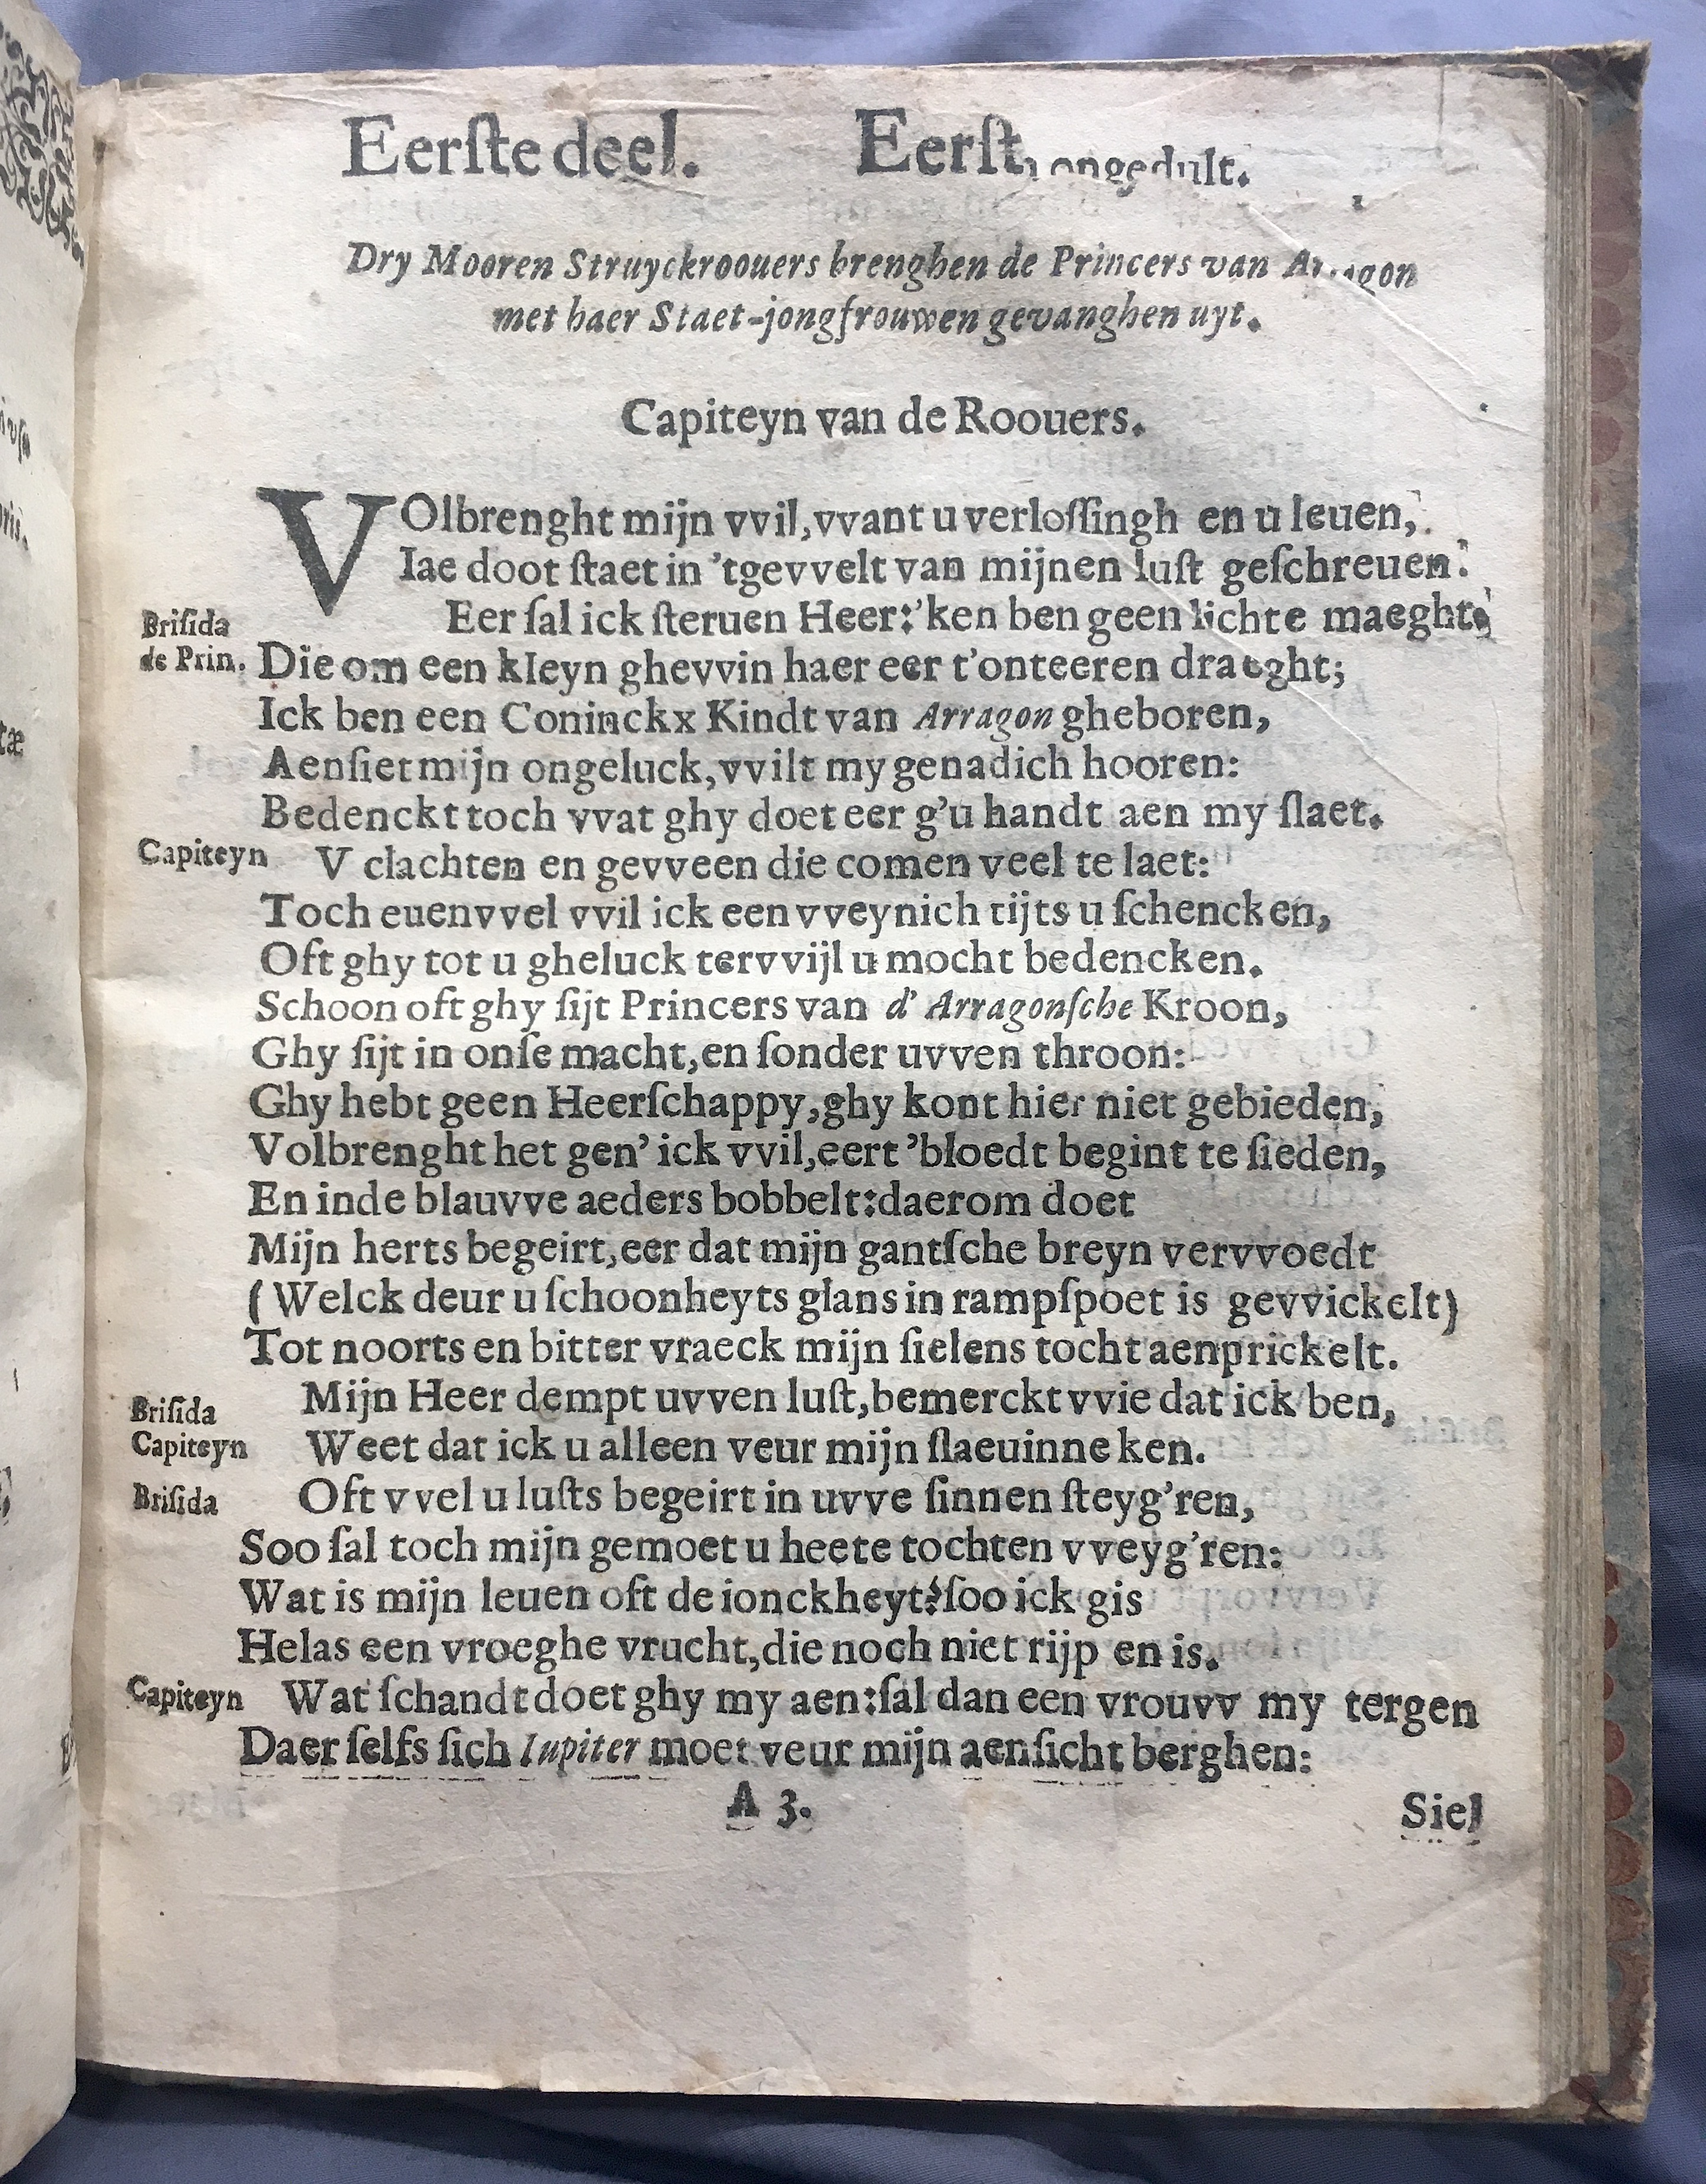 Eerſte deel. Eerſt ongedult.
Dry Mooren Struyckroouers brenghen de Princers van
met haer Staet-jongfrouwen gevanghen uyt.
Capiteyn van de Roouers.
VOlbrenght mijn vvil, vvant u verloſſingh en u leuen,
Iae doot ſtaet in 'tgevvelt van mijnen luſt geſchreuen.
Briſida
de Prin.
Eer ſal ick ſteruen Heer:'ken ben geen lichte maeght
Die om een kleyn ghevvin haer eer t'onteeren draeght;
Ick ben een Coninckx Kindt van Arragon gheboren,
Aenſiet mijn ongeluck, vvilt my genadich hooren:
Bedenckt toch vvat ghy doet eer g'u handt aen my ſlaet.
Capiteyn V clachten en gevveen die comen veel te laet:
Toch euenvvel vvil ick een vveynich tijts u ſchencken,
Oft ghy tot u gheluck tervvijl u mocht bedencken.
Schoon oft ghy ſijt Princers van d' Arragonſche Kroon,
Ghy ſijt in onſe macht, en ſonder uvven throon:
Ghy hebt geen Heerſchappy, ghy kont hier niet gebieden,
Volbrenght het gen' ick vvil, eert 'bloedt begint te ſieden,
En inde blauvve aeders bobbelt: daerom doet
Mijn herts begeirt, eer dat mijn gantſche breyn vervvoedt
(Welck deur u ſchoonheyts glans in rampſpoet is gevvickelt)
Tot noorts en bitter vraeck mijn ſielens tocht aenprickelt.
Briſida Mijn Heer dempt uvven luſt, bemerckt vvie dat ick ben,
Capiteyn Weet dat ick u alleen veur mijn ſlaeuinne ken.
Briſida Oft vvel u luſts begeirt in uvve ſinnen ſteyg'ren,
Soo ſal toch mijn gemoet u heete tochten vveyg'ren:
Wat is mijn leuen oft de ionckheyt? ſoo ick gis
Helas een vroeghe vrucht, die noch niet rijp en is.
Capiteyn Wat ſchandt doet ghy my aen: ſal dan een vrouvv my tergen
Daer ſelfs ſich Iupiter moet veur mijn aenſicht berghen:
A 3. Siel